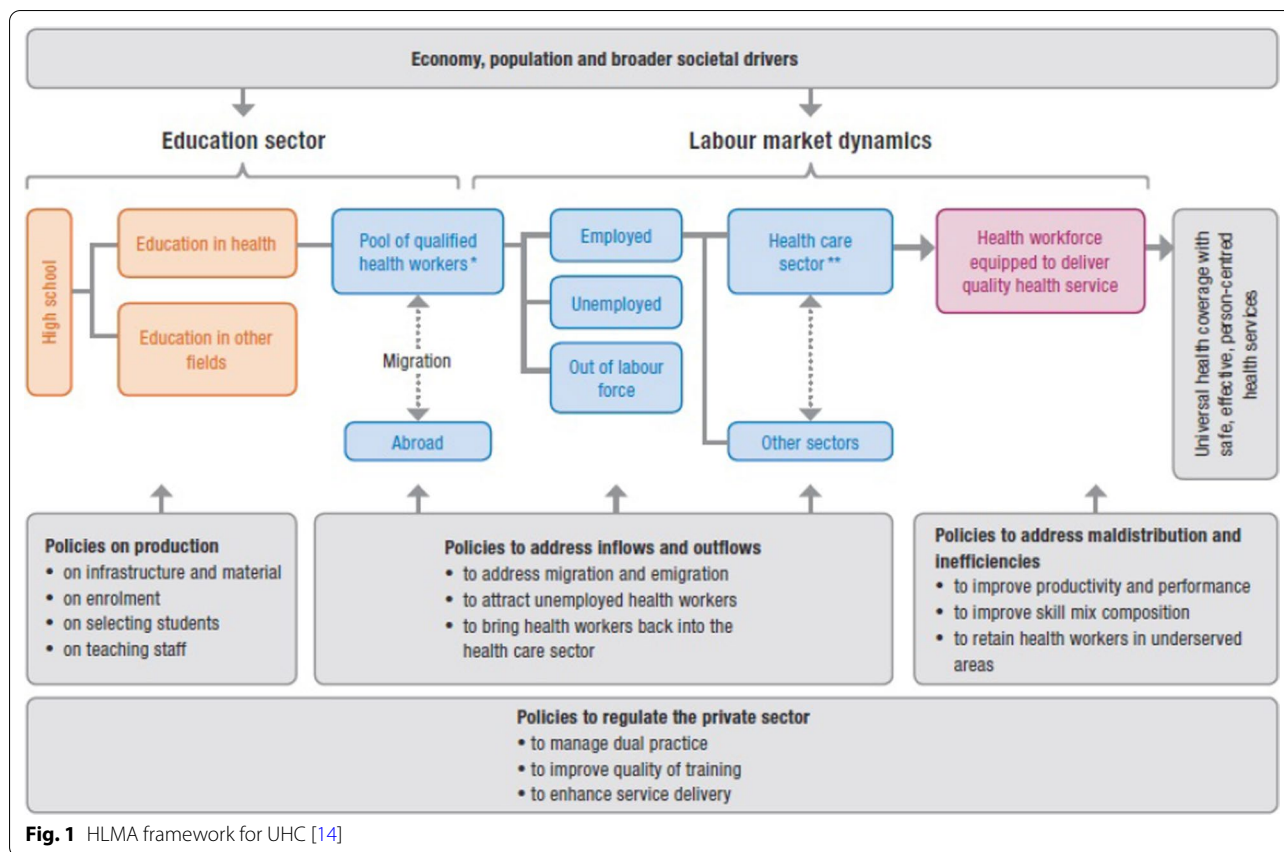 Economy, population and broader societal drivers
Education sector
Labour market dynamics
High school
Education in health
Education in other
fields
Pool of qualified
health workers*
Migration
Abroad
Employed
Unemployed
Out of labour
force
Health care
sector**
Other sectors
Health workforce
equipped to deliver
quality health service
Universal health coverage with
safe, effective, person-centred
health services
Policies on production
• on infrastructure and material
• on enrolment
• on selecting students
• on teaching staff
Policies to address inflows and outflows
• to address migration and emigration
• to attract unemployed health workers
• to bring health workers back into the
health care sector
Policies to address maldistribution and
inefficiencies
• to improve productivity and performance
• to improve skill mix composition
• to retain health workers in underserved
areas
Policies to regulate the private sector
• to manage dual practice
• to improve quality of training
• to enhance service delivery
Fig. 1 HLMA framework for UHC [14]